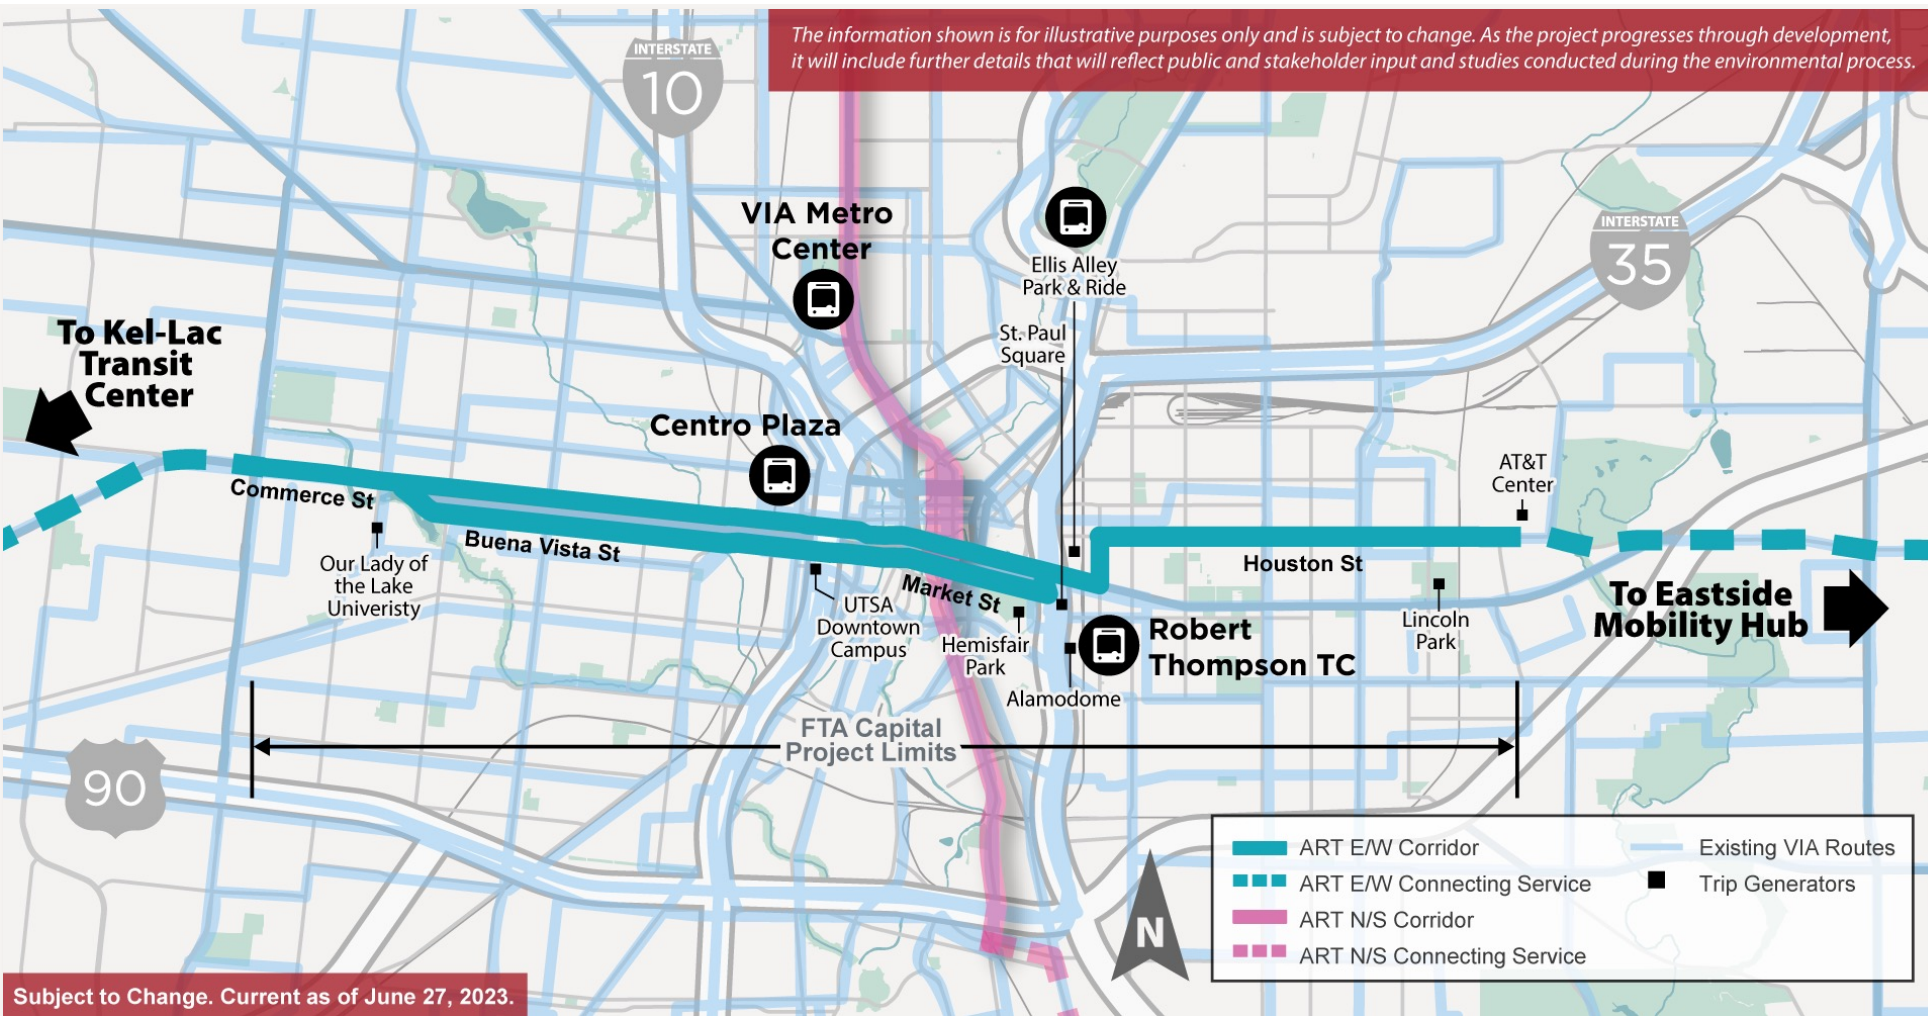 The information shown is for illustrative purposes only and is subject to change. As the project progresses through development,
it will include further details that will reflect public and stakeholder input and studies conducted during the environmental process.
INTERSTATE
10
VIA Metro
Center
Ellis Alley
Park & Ride
INTERSTATE
35
St. Paul
Square
To Kel-Lac
Transit
Center
Centro Plaza
AT&T
Center
Commerce St
Buena Vista St
Our Lady of
the Lake
Univeristy
Market St
Houston St
UTSA
Downtown
Campus
Hemisfair
Park
Lincoln
Park
To Eastside
Mobility Hub
Robert
Thompson TC
Alamodome
FTA Capital
Project Limits
90
N
ART E/W Corridor
ART E/W Connecting Service
ART N/S Corridor
ART N/S Connecting Service
Existing VIA Routes
Trip Generators
Subject to Change. Current as of June 27, 2023.